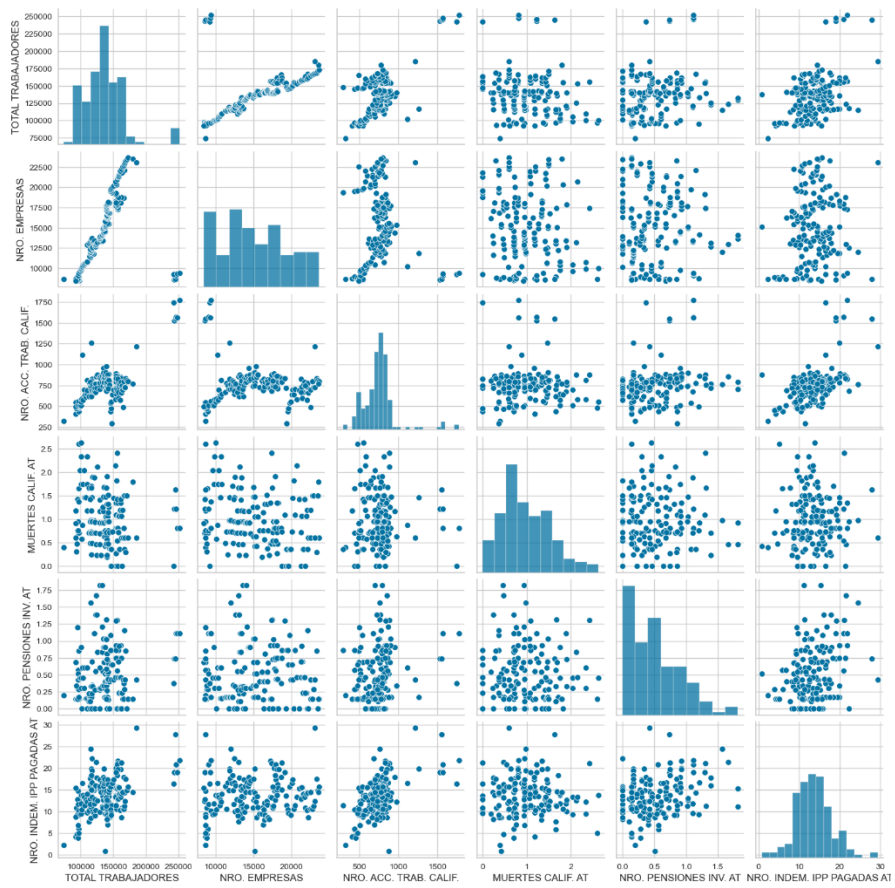 TOTAL TRABAJADORES
250000
225000
200000
175000
150000
125000
100000
75000
NRO. EMPRESAS
22500
20000
17500
15000
12500
10000
NRO. ACC. TRAB. CALIF.
1750
1500
1250
1000
750
500
250
MUERTES CALIF. AT
2.5
2.0
1.5
1.0
0.5
0.0
NRO. PENSIONES INV. AT
1.75
1.50
1.25
1.00
0.75
0.50
0.25
0.00
NRO. INDEM. IPP PAGADAS AT
30
25
20
15
10
5
0
100000 150000 200000 250000
10000 15000 20000
500 1000 1500
0 1 2
0.0 0.5 1.0 1.5
0 10 20 30
TOTAL TRABAJADORES
NRO. EMPRESAS
NRO. ACC. TRAB. CALIF.
MUERTES CALIF. AT
NRO. PENSIONES INV. AT
NRO. INDEM. IPP PAGADAS AT